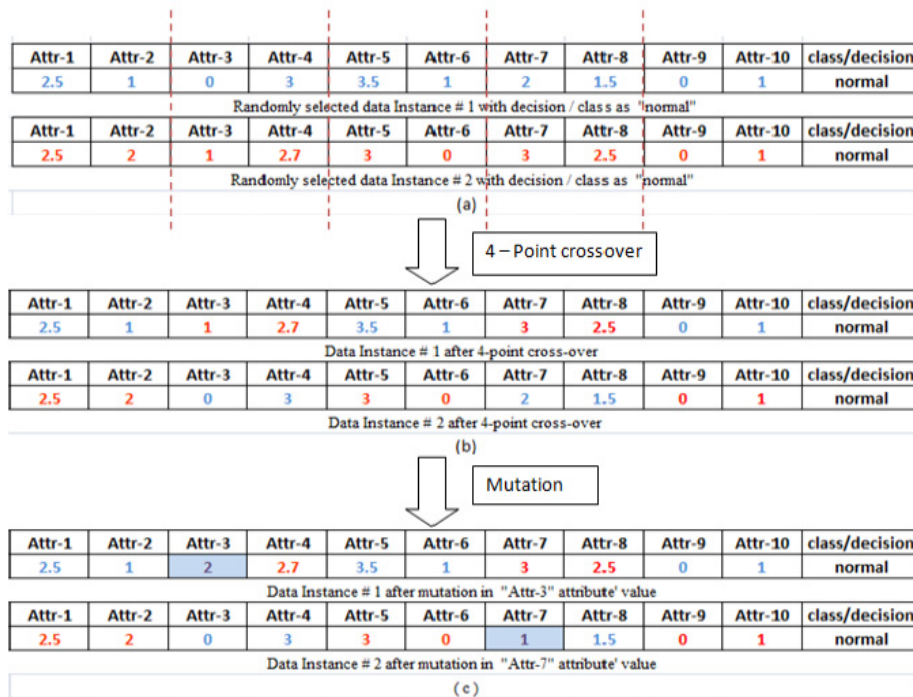 Attr-1 Attr-2 Attr-3 Attr-4 Attr-5 Attr-6 Attr-7 Attr-8 Attr-9 Attr-10 class/decision
2.5 1 0 3 3.5 1 2 1.5 0 1 normal
Randomly selected data Instance # 1 with decision / class as "normal"
Attr-1 Attr-2 Attr-3 Attr-4 Attr-5 Attr-6 Attr-7 Attr-8 Attr-9 Attr-10 class/decision
2.5 2 1 2.7 3 0 3 2.5 0 1 normal
Randomly selected data Instance # 2 with decision / class as "normal"
(a)
4 – Point crossover
Attr-1 Attr-2 Attr-3 Attr-4 Attr-5 Attr-6 Attr-7 Attr-8 Attr-9 Attr-10 class/decision
2.5 1 1 2.7 3.5 1 3 2.5 0 1 normal
Data Instance # 1 after 4-point cross-over
Attr-1 Attr-2 Attr-3 Attr-4 Attr-5 Attr-6 Attr-7 Attr-8 Attr-9 Attr-10 class/decision
2.5 2 0 3 3 0 2 1.5 0 1 normal
Data Instance # 2 after 4-point cross-over
(b)
Mutation
Attr-1 Attr-2 Attr-3 Attr-4 Attr-5 Attr-6 Attr-7 Attr-8 Attr-9 Attr-10 class/decision
2.5 1 2 2.7 3.5 1 3 2.5 0 1 normal
Data Instance # 1 after mutation in "Attr-3" attribute' value
Attr-1 Attr-2 Attr-3 Attr-4 Attr-5 Attr-6 Attr-7 Attr-8 Attr-9 Attr-10 class/decision
2.5 2 0 3 3 0 1 1.5 0 1 normal
Data Instance # 2 after mutation in "Attr-7" attribute' value
(c)